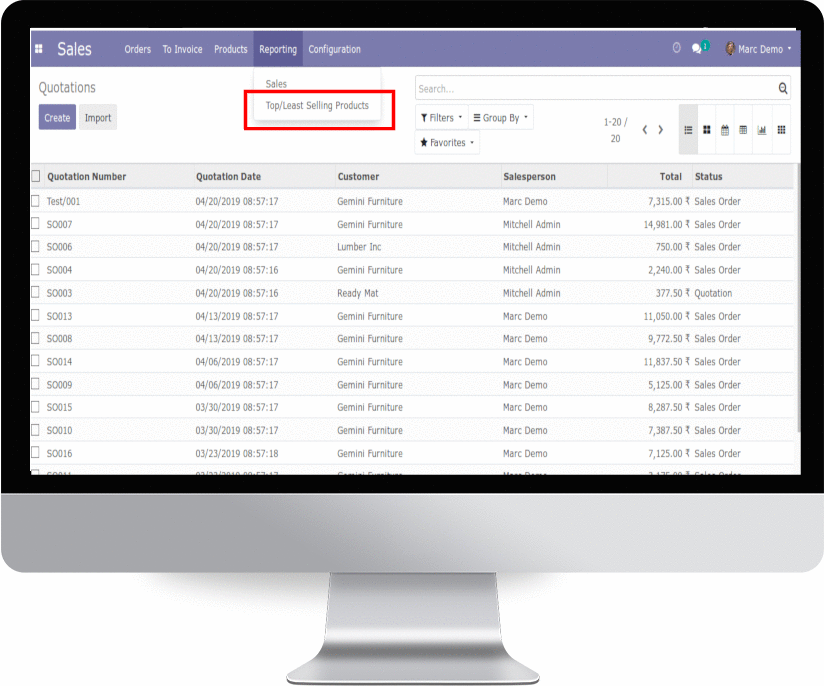 Sales Orders To Invoice Products Reporting Configuration 1 Marc Demo
Quotations
Sales
Search...
Top/Least Selling Products
Create Import
Filters Group By
1-20 / 20
Favorites
Quotation Number Quotation Date Customer Salesperson Total Status
Test/001 04/20/2019 08:57:17 Gemini Furniture Marc Demo 7,315.00 ₹ Sales Order
SO007 04/20/2019 08:57:17 Gemini Furniture Mitchell Admin 14,981.00 ₹ Sales Order
SO006 04/20/2019 08:57:17 Lumber Inc Mitchell Admin 750.00 ₹ Sales Order
SO004 04/20/2019 08:57:16 Gemini Furniture Mitchell Admin 2,240.00 ₹ Sales Order
SO003 04/20/2019 08:57:16 Ready Mat Mitchell Admin 377.50 ₹ Quotation
SO013 04/13/2019 08:57:17 Gemini Furniture Marc Demo 11,050.00 ₹ Sales Order
SO008 04/13/2019 08:57:17 Gemini Furniture Marc Demo 9,772.50 ₹ Sales Order
SO014 04/06/2019 08:57:17 Gemini Furniture Marc Demo 11,837.50 ₹ Sales Order
SO009 04/06/2019 08:57:17 Gemini Furniture Marc Demo 5,125.00 ₹ Sales Order
SO015 03/30/2019 08:57:17 Gemini Furniture Marc Demo 8,287.50 ₹ Sales Order
SO010 03/30/2019 08:57:17 Gemini Furniture Marc Demo 7,387.50 ₹ Sales Order
SO016 03/23/2019 08:57:18 Gemini Furniture Marc Demo 7,125.00 ₹ Sales Order